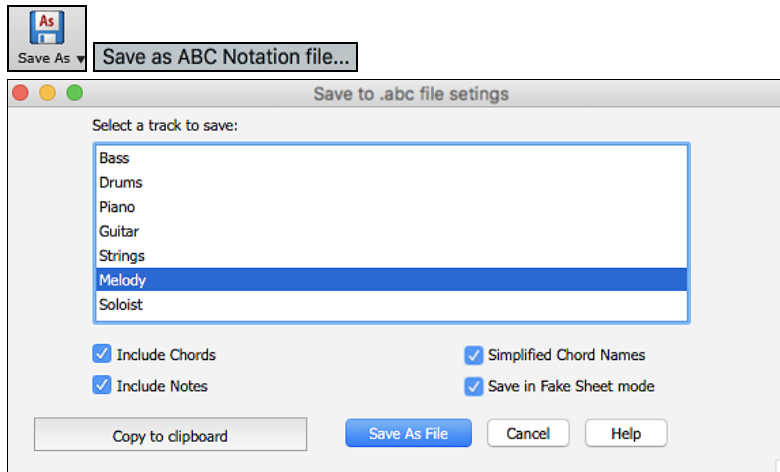 As
Save As ▾
Save as ABC Notation file...
Save to .abc file setings
Select a track to save:
Bass
Drums
Piano
Guitar
Strings
Melody
Soloist
Include Chords
Simplified Chord Names
Include Notes
Save in Fake Sheet mode
Copy to clipboard
Save As File
Cancel
Help